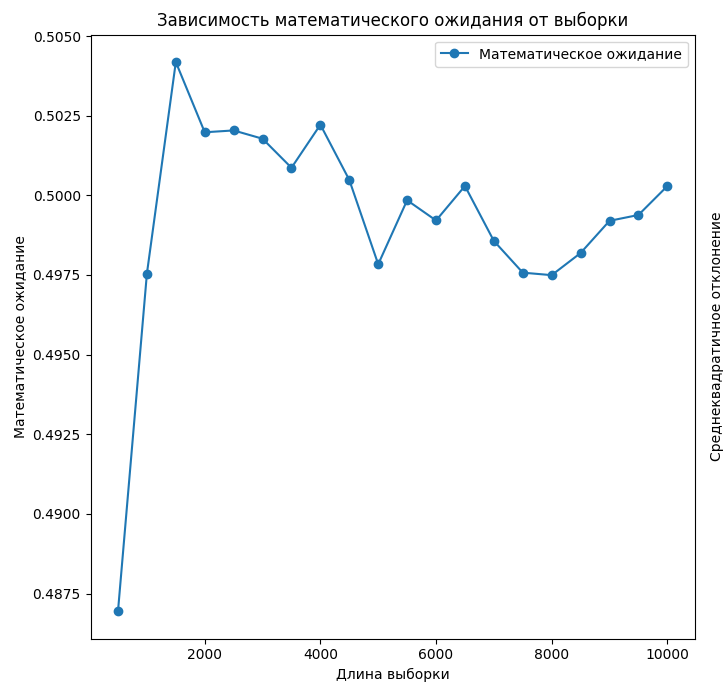 Зависимость математического ожидания от выборки
Математическое ожидание
0.5050
0.5025
0.5000
0.4975
0.4950
0.4925
0.4900
0.4875
Математическое ожидание
2000
4000
6000
8000
10000
Длина выборки
Среднеквадратичное отклонение